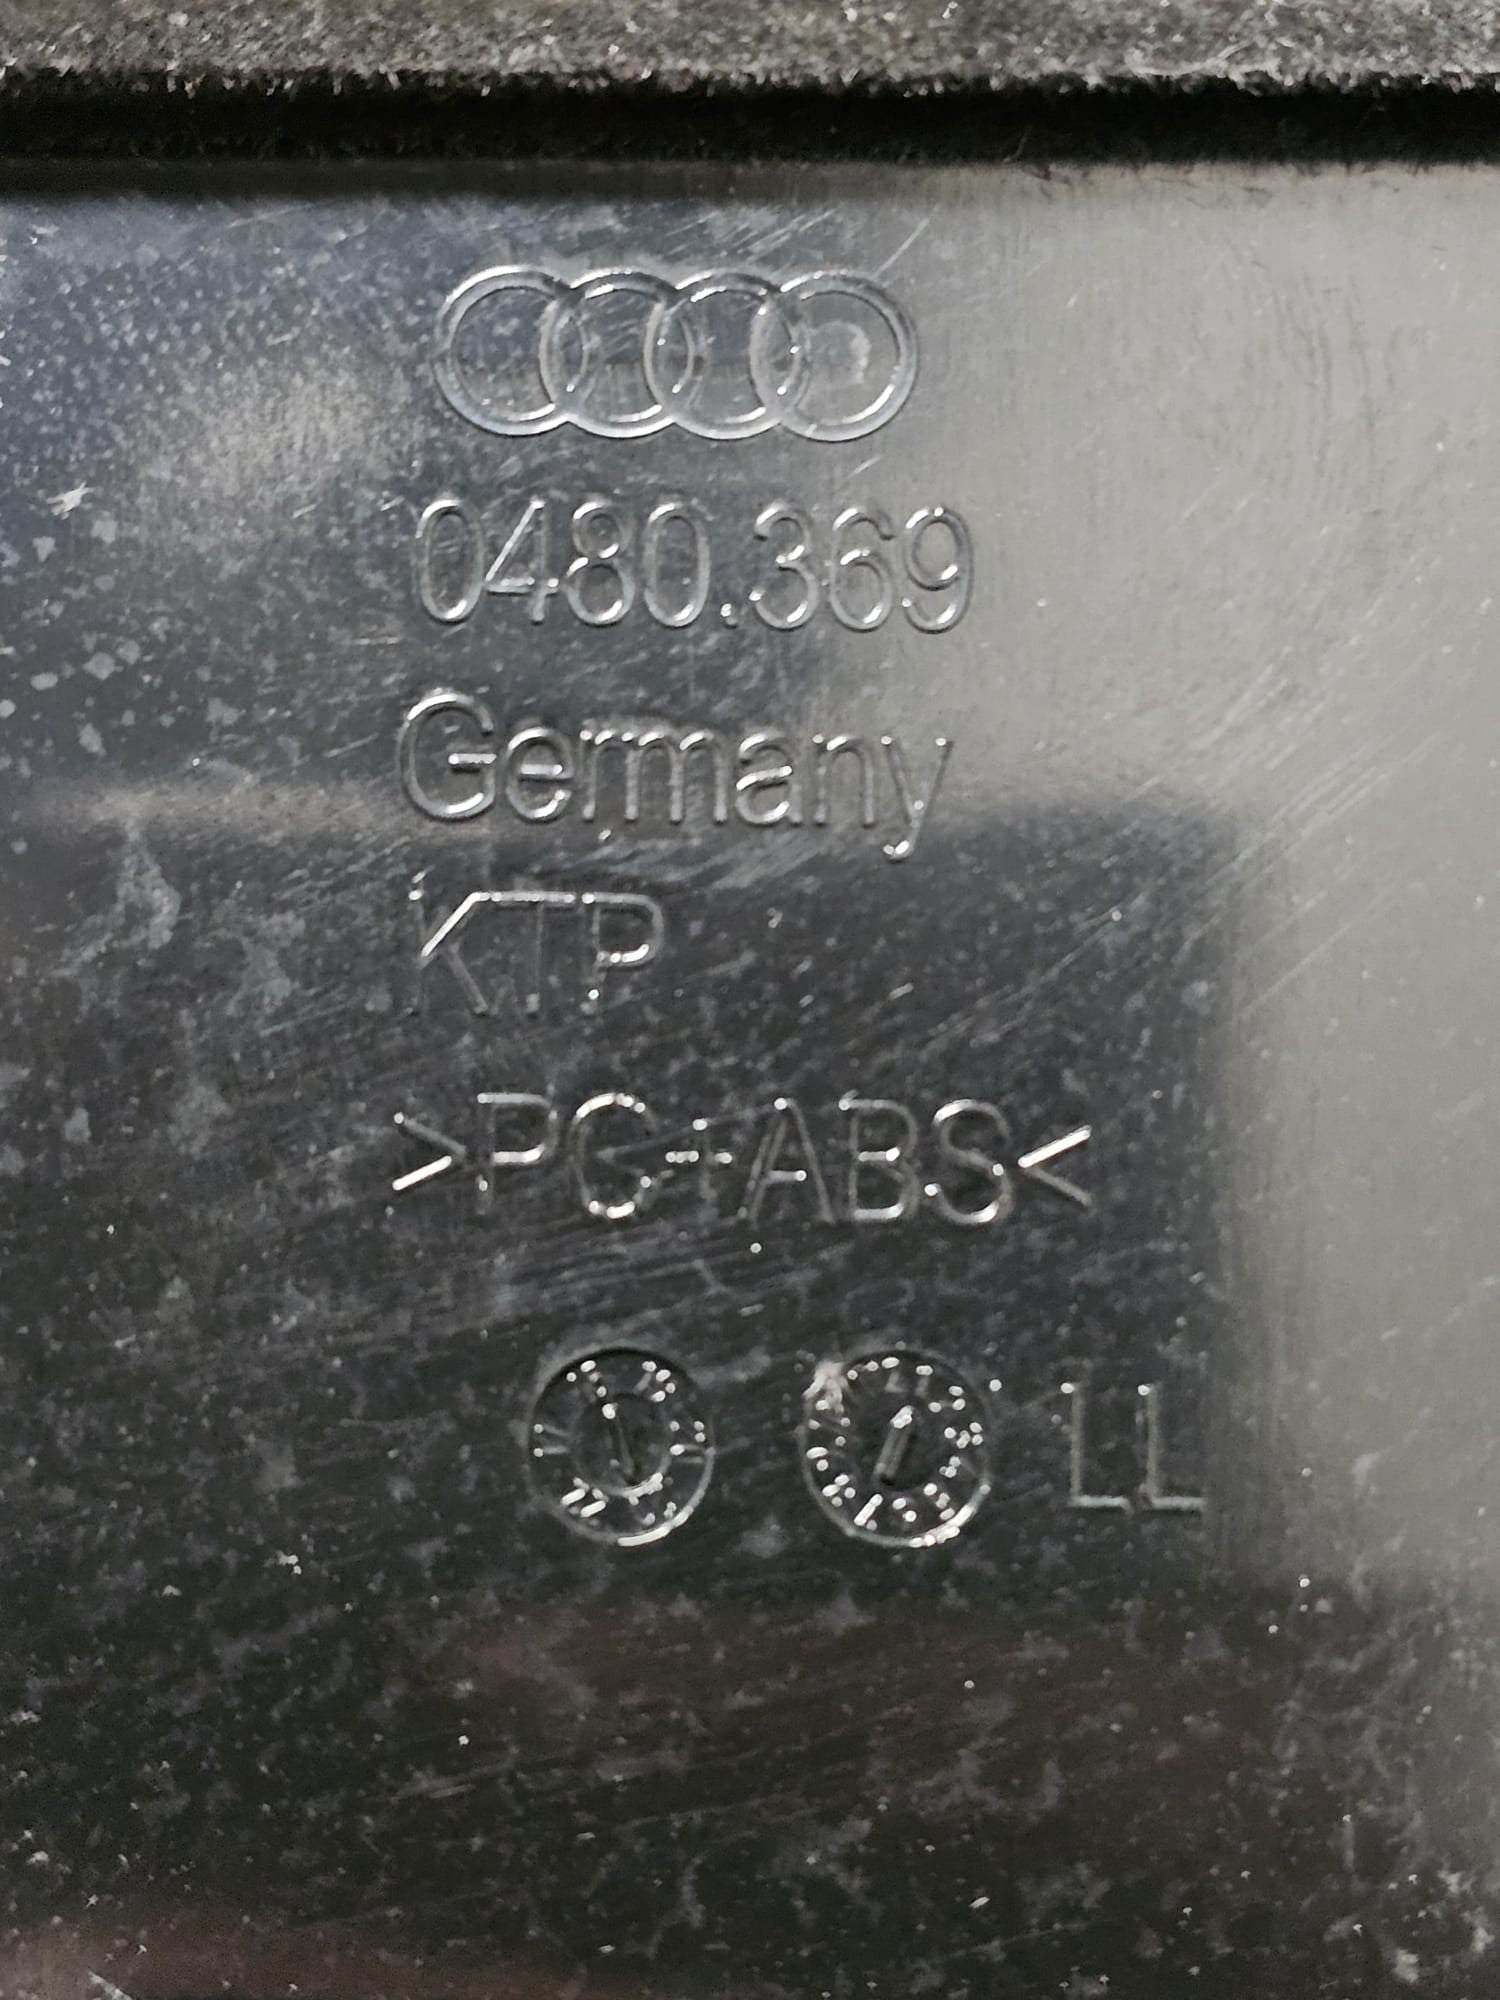 0480.369
Germany
KTP
>PC+ABS<
LL